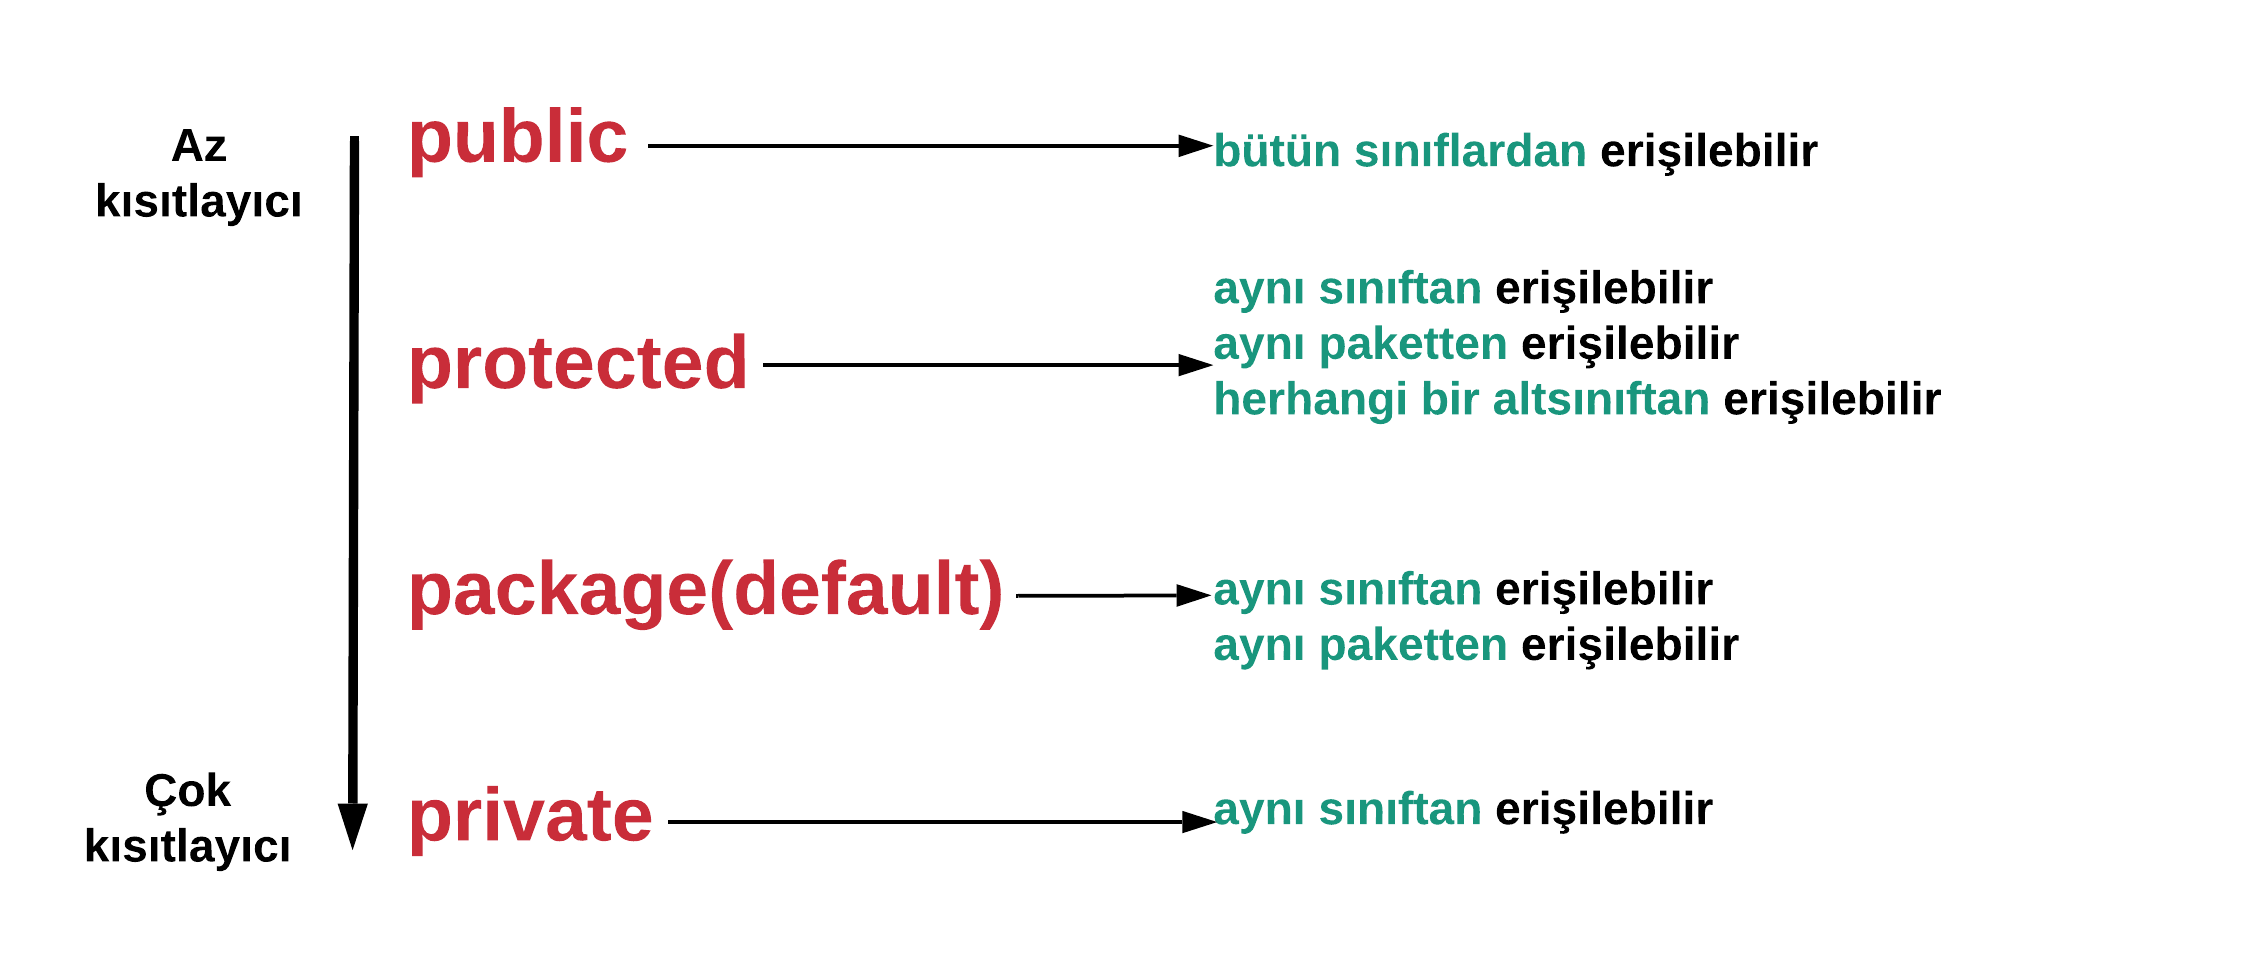 Az
kısıtlayıcı
public
bütün sınıflardan erişilebilir
protected
aynı sınıftan erişilebilir
aynı paketten erişilebilir
herhangi bir altsınıftan erişilebilir
package(default)
aynı sınıftan erişilebilir
aynı paketten erişilebilir
Çok
kısıtlayıcı
private
aynı sınıftan erişilebilir